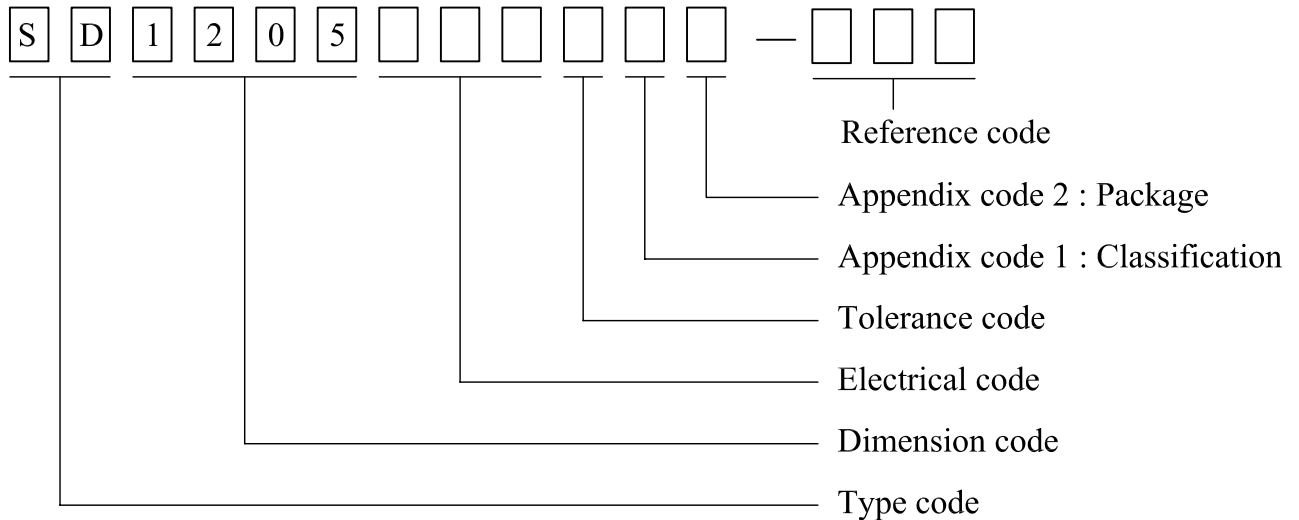 S D 1 2 0 5 —
Reference code
Appendix code 2 : Package
Appendix code 1 : Classification
Tolerance code
Electrical code
Dimension code
Type code